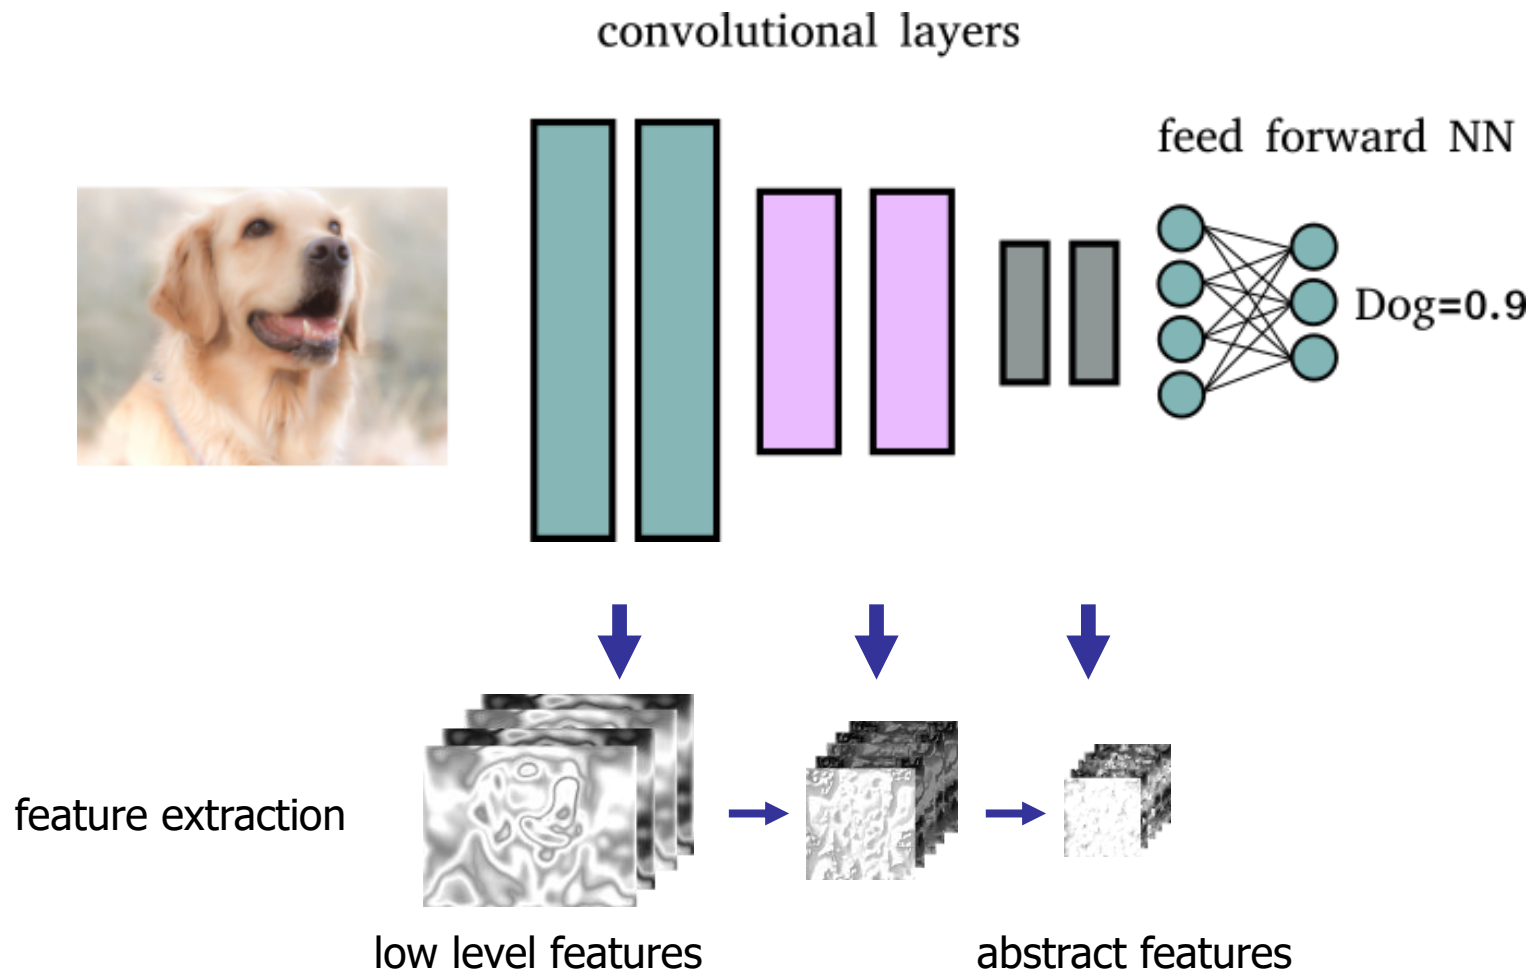 convolutional layers
feed forward NN
Dog=0.9
feature extraction
low level features
abstract features